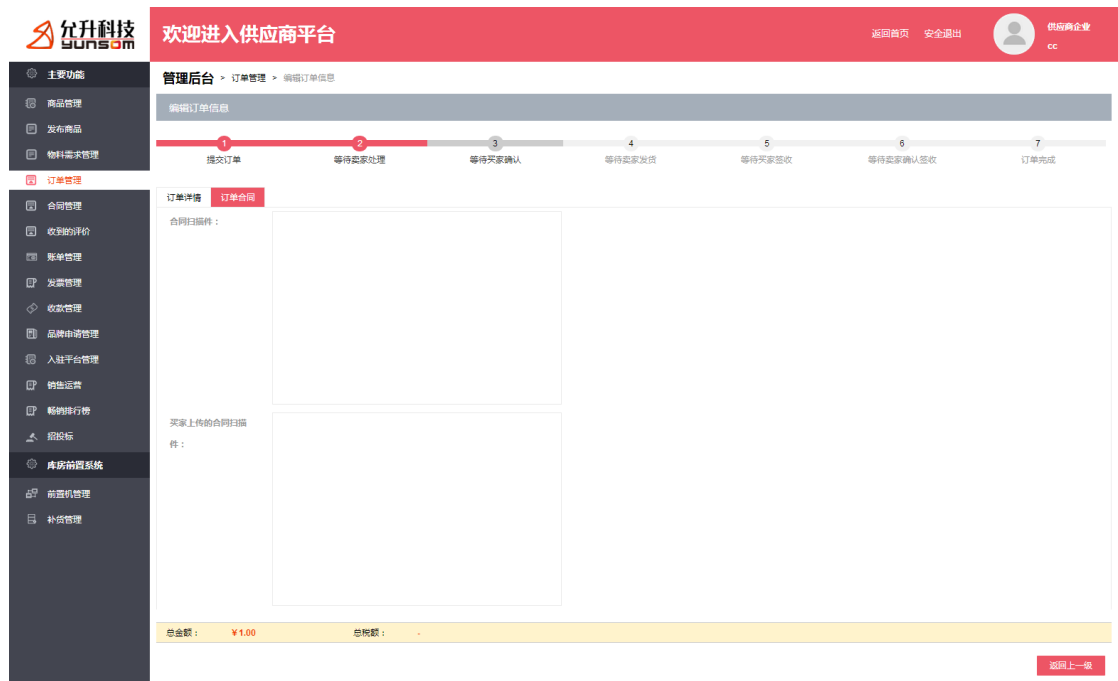 允升科技
yunsom
欢迎进入供应商平台
返回首页 安全退出
供应商企业
cc
主要功能
商品管理
发布商品
物料需求管理
订单管理
合同管理
收到的评价
账单管理
发票管理
收款管理
品牌申请管理
入驻平台管理
销售运营
畅销排行榜
招投标
库房前置系统
前置机管理
补货管理
管理后台 > 订单管理 > 编辑订单信息
编辑订单信息
1 2 3 4 5 6 7
提交订单 等待卖家处理 等待买家确认 等待卖家发货 等待买家签收 等待卖家确认签收 订单完成
订单详情 订单合同
合同扫描件：
买家上传的合同扫描
件：
总金额： ￥1.00 总税额： -
返回上一级